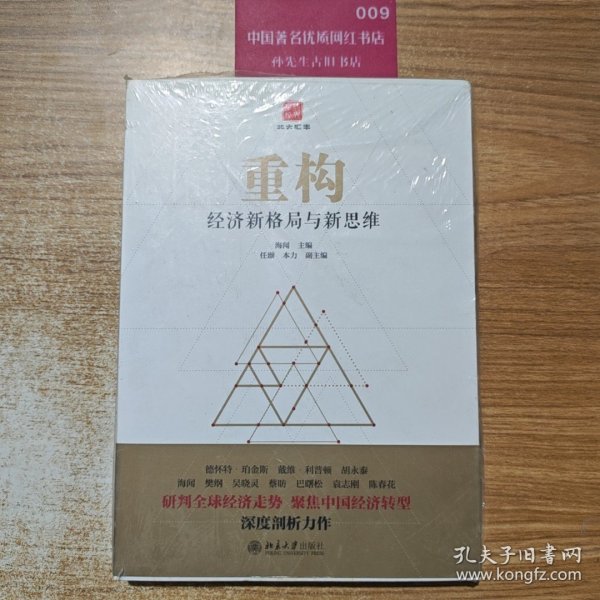 009
中国著名优质网红书店
孙先生古旧书店
北大汇丰
重构
经济新格局与新思维
海闻 主编
任颋 本力 副主编
德怀特·珀金斯 戴维·利普顿 胡永泰
海闻 樊纲 吴晓灵 蔡昉 巴曙松 袁志刚 陈春花
研判全球经济走势 聚焦中国经济转型
深度剖析力作
北京大学出版社
孔夫子旧书网
www.kongfz.com